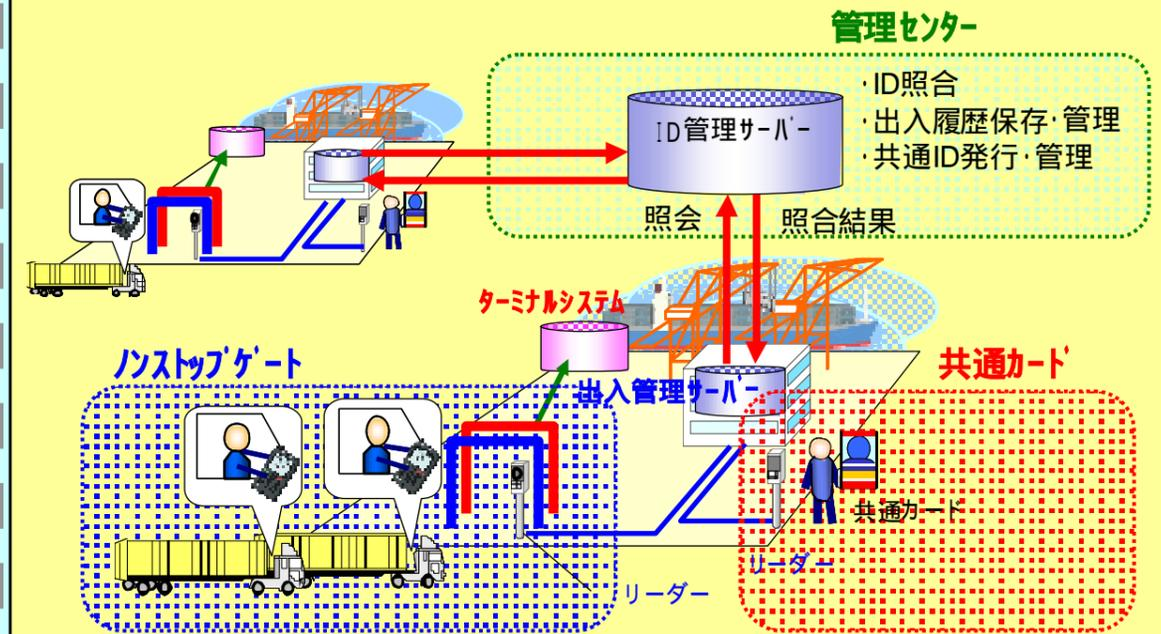 管理センター
ID管理サーバー
・ID照合
・出入履歴保存・管理
・共通ID発行・管理
照会
照合結果
ターミナルシステム
ノンストップゲート
出入管理サーバー
共通カード
共通カード
リーダー
リーダー